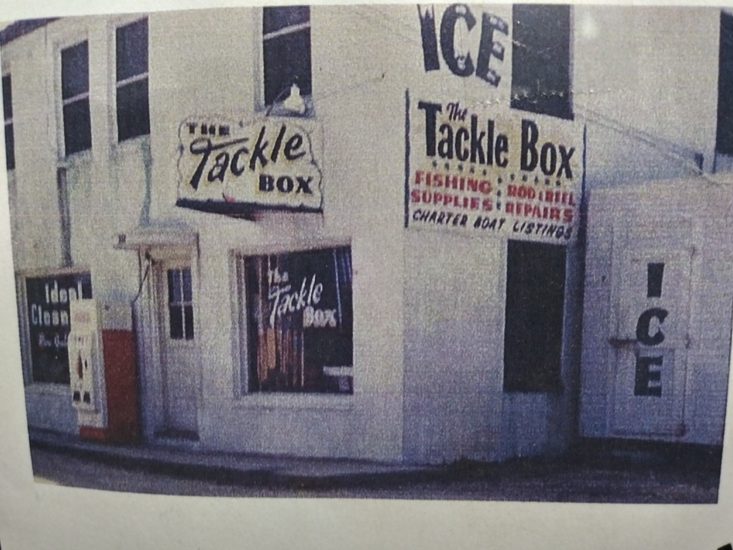 ICE
THE
Tackle
BOX
The
Tackle Box
FISHING ROD & REEL
SUPPLIES REPAIRS
CHARTER BOAT LISTINGS
The
Tackle
BOX
Ideal
ICE